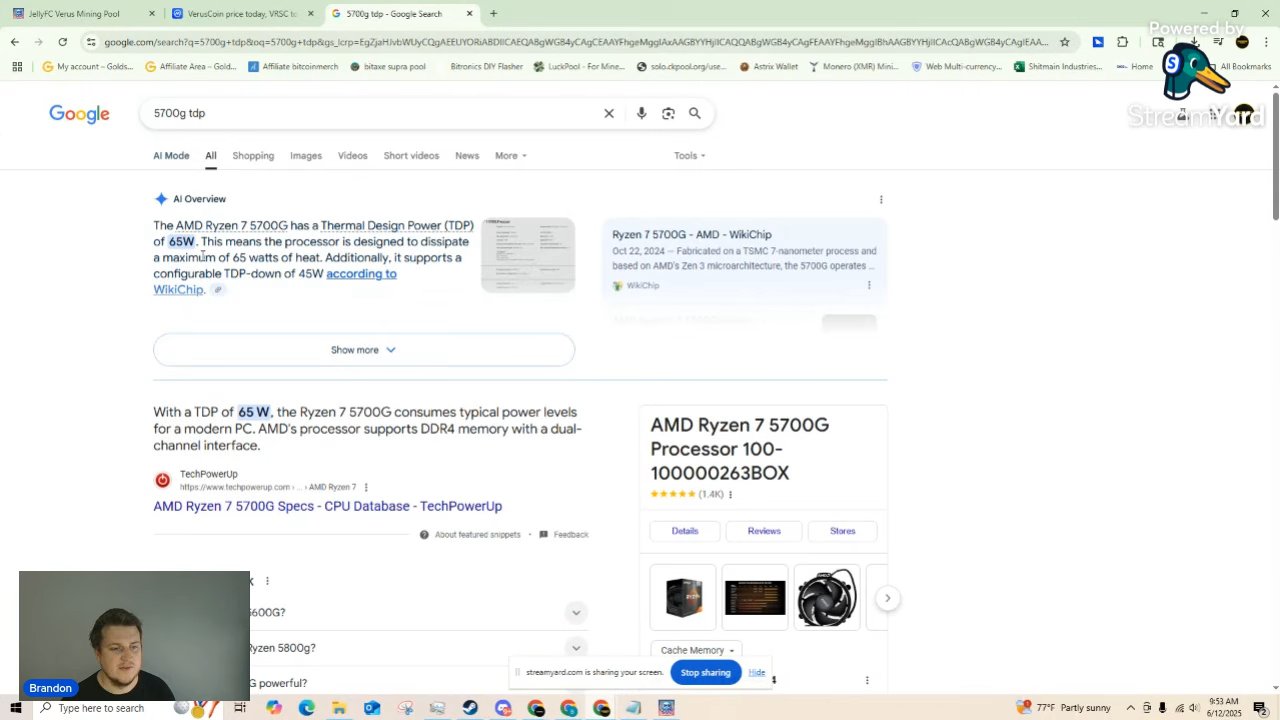 JellyFC Vines Mod, VRSC t
5700g tdp - Google Search
Powered by
google.com/search?q=5700g+tdp&oq=5700g+tdp&gs_lcrp=
My account – Golds...
Affiliate Area – Gold...
Affiliate bitcoinmerch
bitaxe supra pool
Bitronics DIY Flasher
LuckPool - For Mine...
solo.ckpool.org/use...
Astrix Wallet
Monero (XMR) Mini...
Web Multi-currency...
Shitmain Industries...
Home
All Bookmarks
StreamYard
Google
5700g tdp
AI Mode
All
Shopping
Images
Videos
Short videos
News
More
Tools
AI Overview
The AMD Ryzen 7 5700G has a Thermal Design Power (TDP)
of 65W. This means the processor is designed to dissipate
a maximum of 65 watts of heat. Additionally, it supports a
configurable TDP-down of 45W according to
WikiChip.
Ryzen 7 5700G - AMD - WikiChip
Oct 22, 2024 — Fabricated on a TSMC 7-nanometer process and
based on AMD's Zen 3 microarchitecture, the 5700G operates ...
WikiChip
Show more
With a TDP of 65 W, the Ryzen 7 5700G consumes typical power levels
for a modern PC. AMD's processor supports DDR4 memory with a dual-
channel interface.
TechPowerUp
https://www.techpowerup.com › ... › AMD Ryzen 7
AMD Ryzen 7 5700G Specs - CPU Database - TechPowerUp
About featured snippets
Feedback
AMD Ryzen 7 5700G
Processor 100-
100000263BOX
(1.4K)
Details
Reviews
Stores
Cache Memory
5600G?
Ryzen 5800g?
G powerful?
streamyard.com is sharing your screen.
Stop sharing
Hide
Brandon
Type here to search
77°F Partly sunny
9:53 AM
6/12/2025